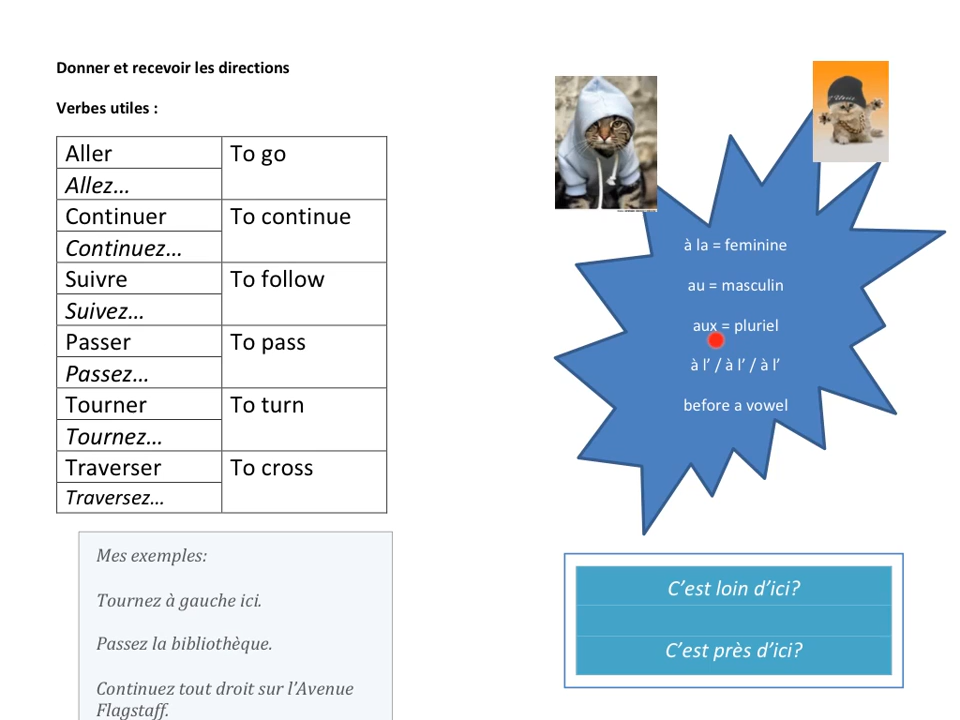 Donner et recevoir les directions
Verbes utiles :
Aller To go
Allez…
Continuer To continue
Continuez…
Suivre To follow
Suivez…
Passer To pass
Passez…
Tourner To turn
Tournez…
Traverser To cross
Traversez…
Mes exemples:
Tournez à gauche ici.
Passez la bibliothèque.
Continuez tout droit sur l’Avenue
Flagstaff.
à la = feminine
au = masculin
aux = pluriel
à l’ / à l’ / à l’
before a vowel
C’est loin d’ici?
C’est près d’ici?